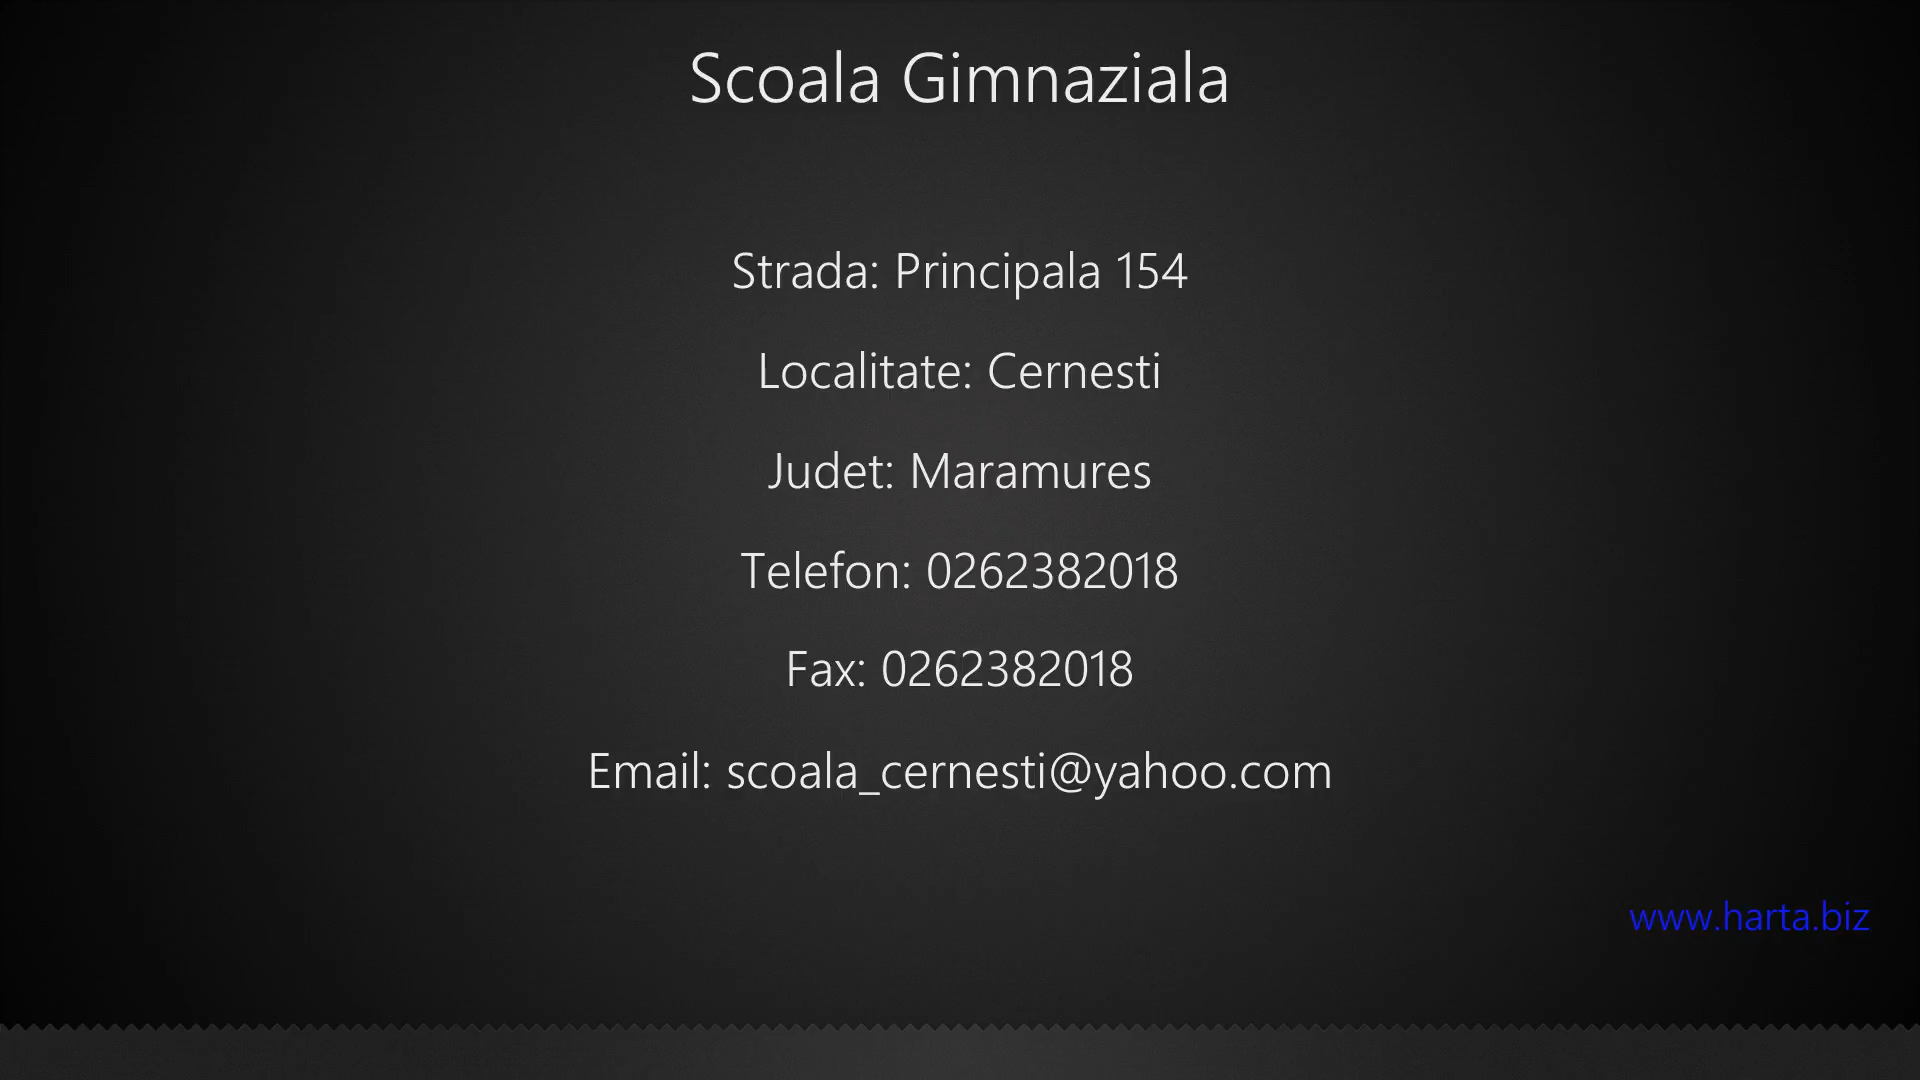 Scoala Gimnaziala
Strada: Principala 154
Localitate: Cernesti
Judet: Maramures
Telefon: 0262382018
Fax: 0262382018
Email: scoala_cernesti@yahoo.com
www.harta.biz